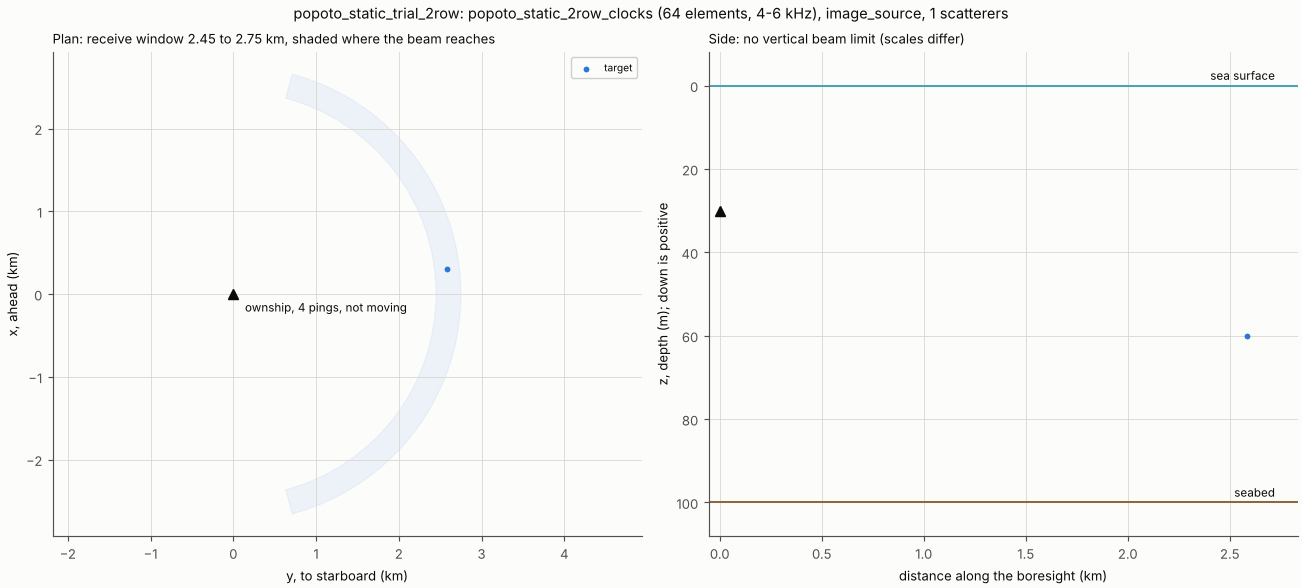 popoto_static_trial_2row: popoto_static_2row_clocks (64 elements, 4-6 kHz), image_source, 1 scatterers
Plan: receive window 2.45 to 2.75 km, shaded where the beam reaches
target
ownship, 4 pings, not moving
2
1
0
−1
−2
x, ahead (km)
−2
−1
0
1
2
3
4
y, to starboard (km)
Side: no vertical beam limit (scales differ)
sea surface
seabed
0
20
40
60
80
100
z, depth (m); down is positive
0.0
0.5
1.0
1.5
2.0
2.5
distance along the boresight (km)